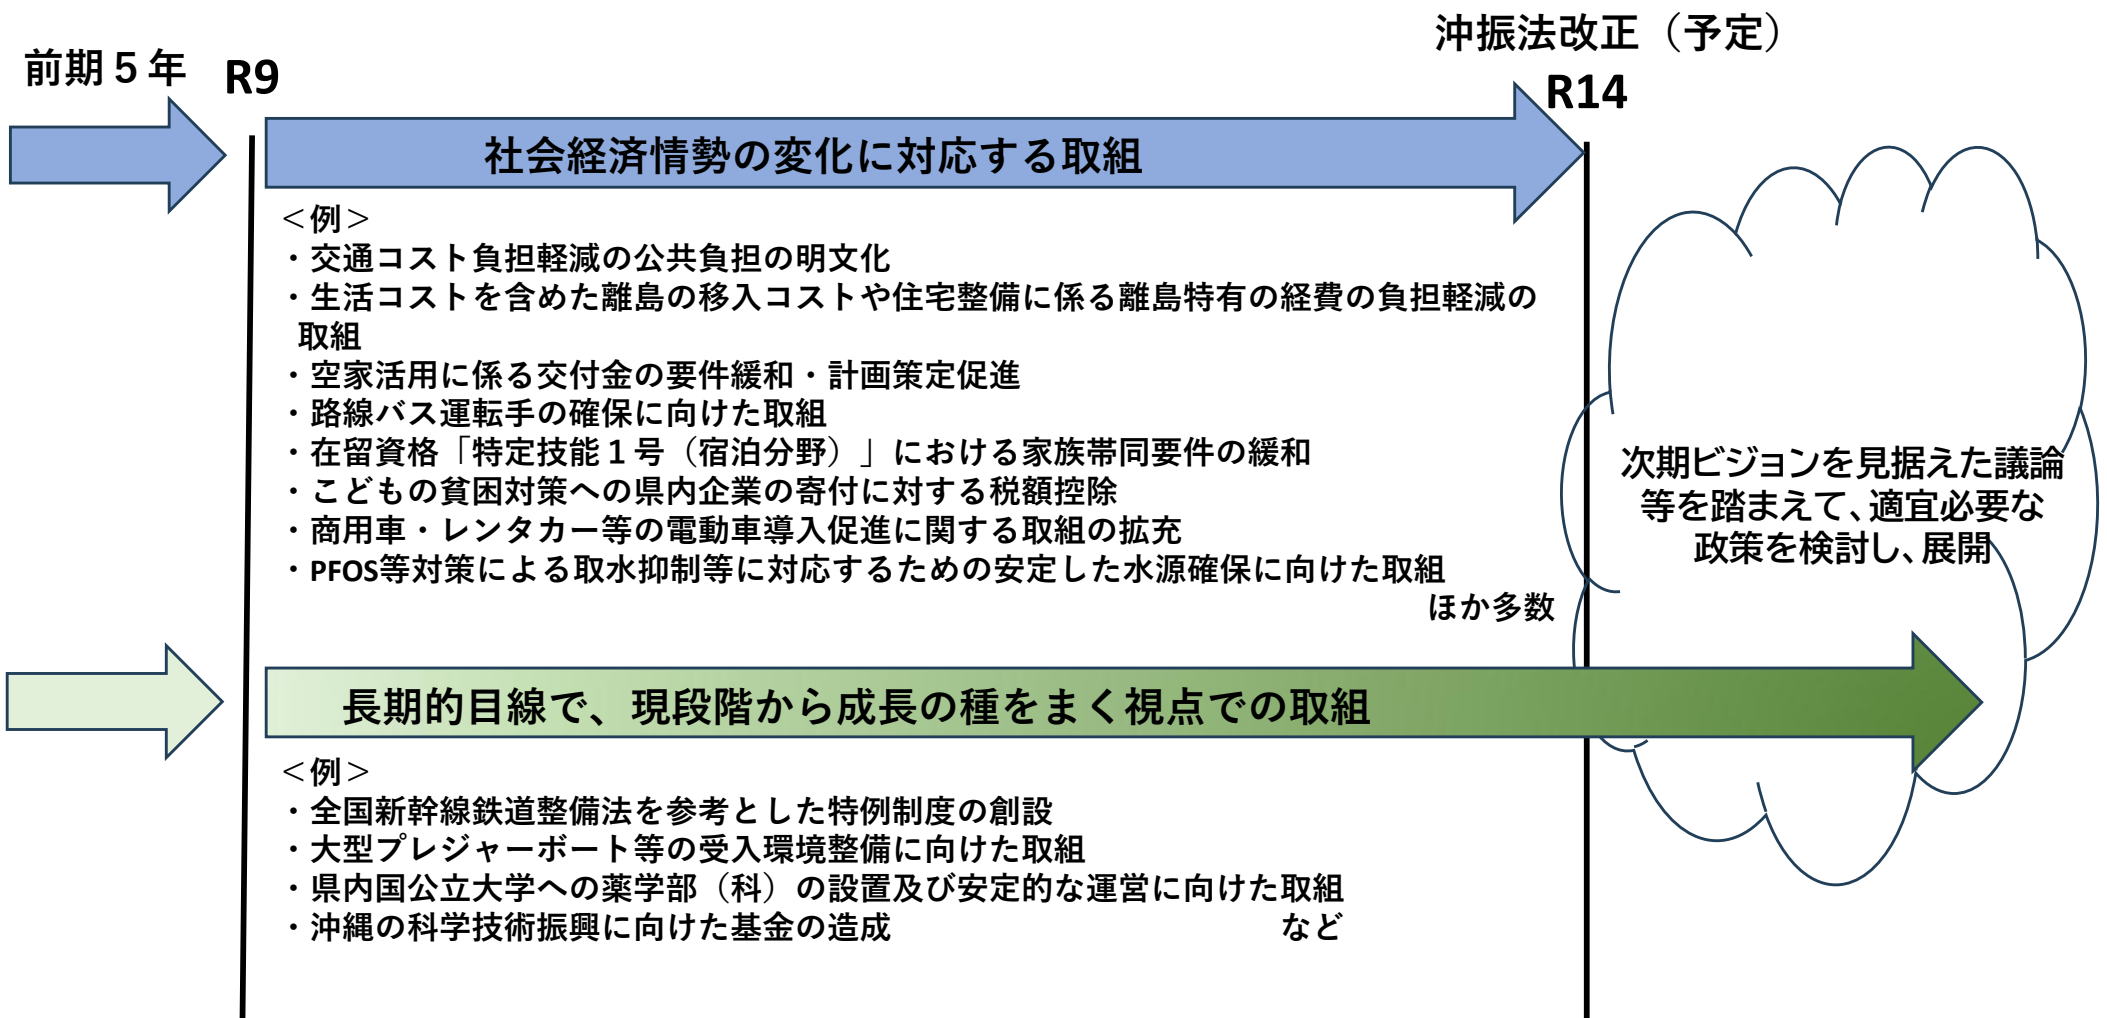 沖振法改正（予定）
前期５年
R9
R14
社会経済情勢の変化に対応する取組
＜例＞
・交通コスト負担軽減の公共負担の明文化
・生活コストを含めた離島の移入コストや住宅整備に係る離島特有の経費の負担軽減の
取組
・空家活用に係る交付金の要件緩和・計画策定促進
・路線バス運転手の確保に向けた取組
・在留資格「特定技能１号（宿泊分野）」における家族帯同要件の緩和
・こどもの貧困対策への県内企業の寄付に対する税額控除
・商用車・レンタカー等の電動車導入促進に関する取組の拡充
・PFOS等対策による取水抑制等に対応するための安定した水源確保に向けた取組
ほか多数
次期ビジョンを見据えた議論
等を踏まえて、適宜必要な
政策を検討し、展開
長期的目線で、現段階から成長の種をまく視点での取組
＜例＞
・全国新幹線鉄道整備法を参考とした特例制度の創設
・大型プレジャーボート等の受入環境整備に向けた取組
・県内国公立大学への薬学部（科）の設置及び安定的な運営に向けた取組
・沖縄の科学技術振興に向けた基金の造成　　　　　　　　　　　　など